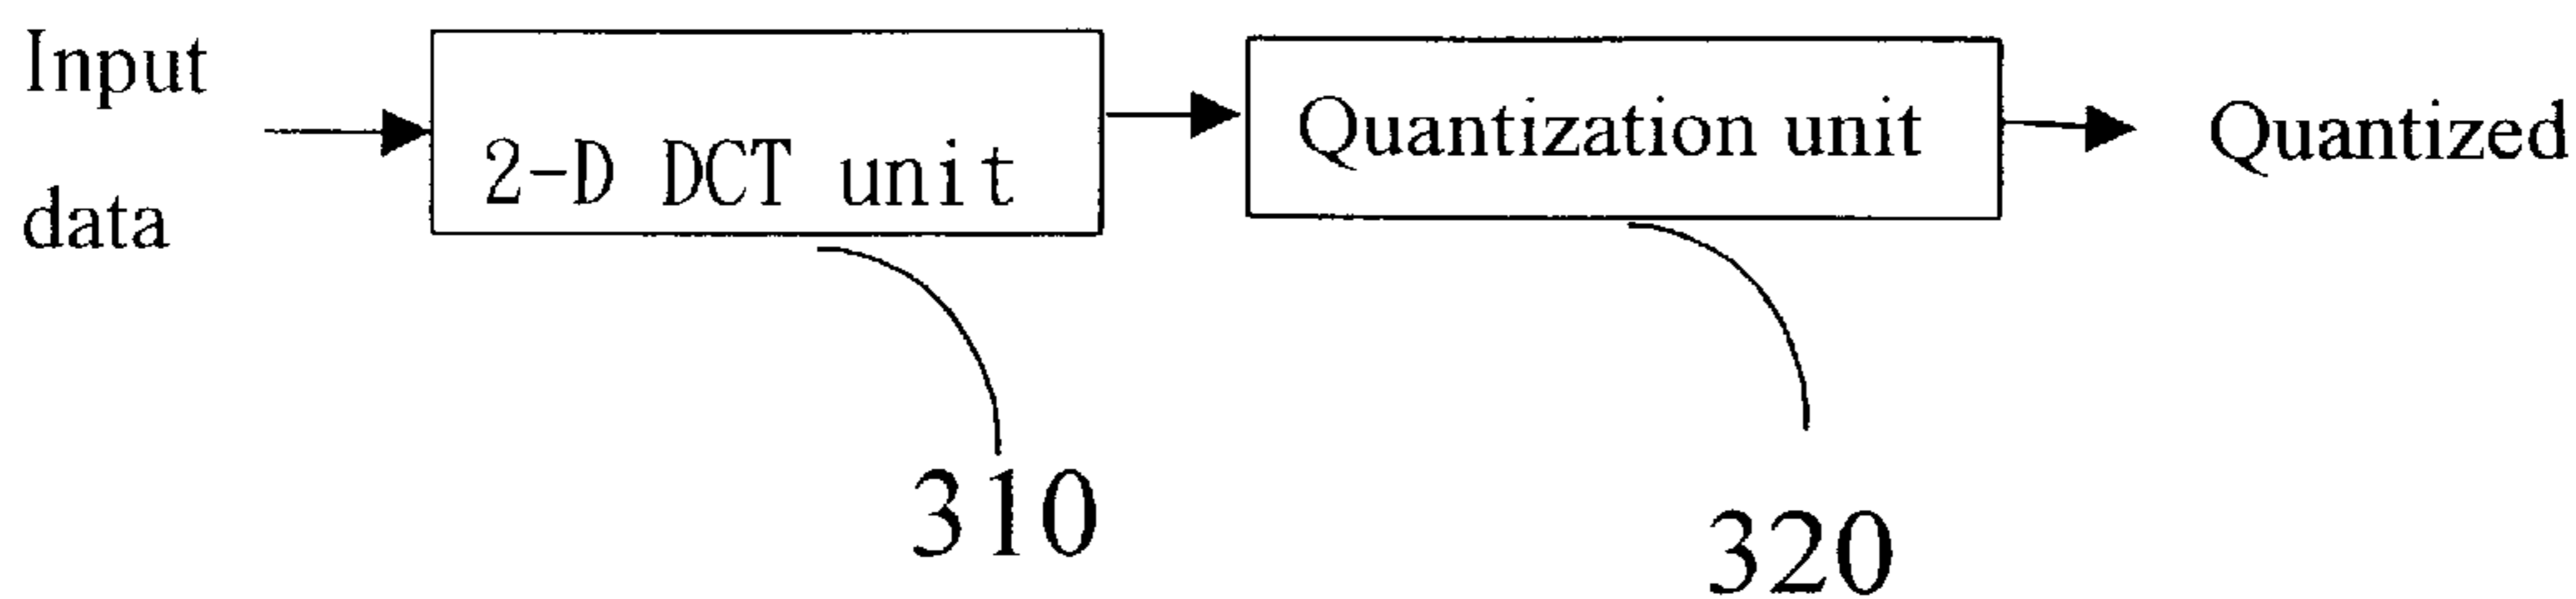 Input
data
2-D DCT unit
Quantization unit
Quantized
310
320